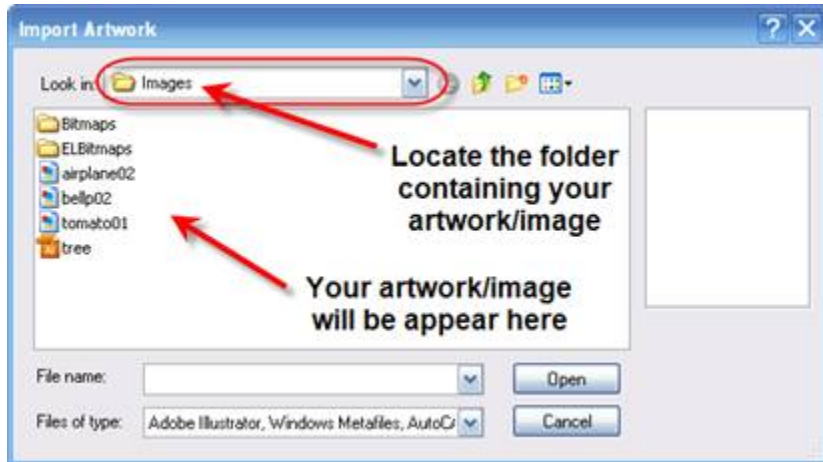 Import Artwork
Look in: Images
Bitmaps
ELBitmaps
airplane02
bellp02
tomato01
tree
Locate the folder
containing your
artwork/image
Your artwork/image
will be appear here
File name:
Open
Files of type: Adobe Illustrator, Windows Metafiles, AutoC
Cancel